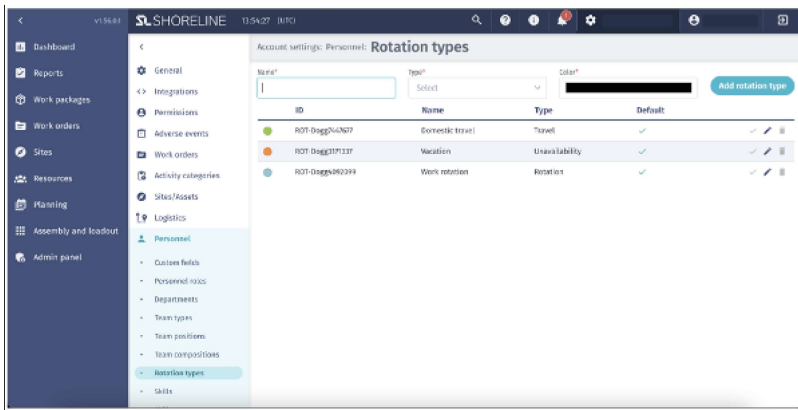 v1.56.0.1
SHORELINE
13:54:27 (UTC)
Dashboard
Reports
Work packages
Work orders
Sites
Resources
Planning
Assembly and loadout
Admin panel
General
Integrations
Permissions
Adverse events
Work orders
Activity categories
Sites/Assets
Logistics
Personnel
Custom fields
Personnel roles
Departments
Team types
Team positions
Team compositions
Rotation types
Skills
Account settings: Personnel: Rotation types
Name* Type* Color*
Select
Add rotation type
ID Name Type Default
Domestic travel Travel
Vacation Unavailability
Work rotation Rotation